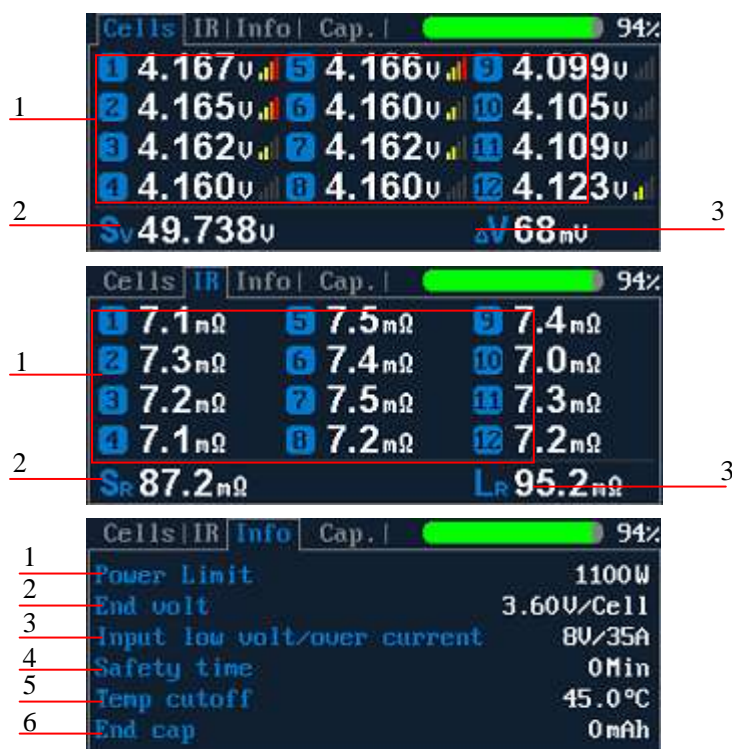 Cells IR|Info| Cap.| 94%
1 4.167v 5 4.166v 9 4.099v
1
2 4.165v 6 4.160v 10 4.105v
3 4.162v 7 4.162v 11 4.109v
4 4.160v 8 4.160v 12 4.123v
2 3
Sv 49.738v ΔV 68mv
Cells IR Info| Cap.| 94%
1 7.1mΩ 5 7.5mΩ 9 7.4mΩ
1
2 7.3mΩ 6 7.4mΩ 10 7.0mΩ
3 7.2mΩ 7 7.5mΩ 11 7.3mΩ
4 7.1mΩ 8 7.2mΩ 12 7.2mΩ
2 3
SR 87.2mΩ LR 95.2mΩ
Cells|IR Info Cap.| 94%
1 Power Limit 1100W
2 End volt 3.60V/Cell
3 Input low volt/over current 8V/35A
4 Safety time 0Min
5 Temp cutoff 45.0°C
6 End cap 0mAh